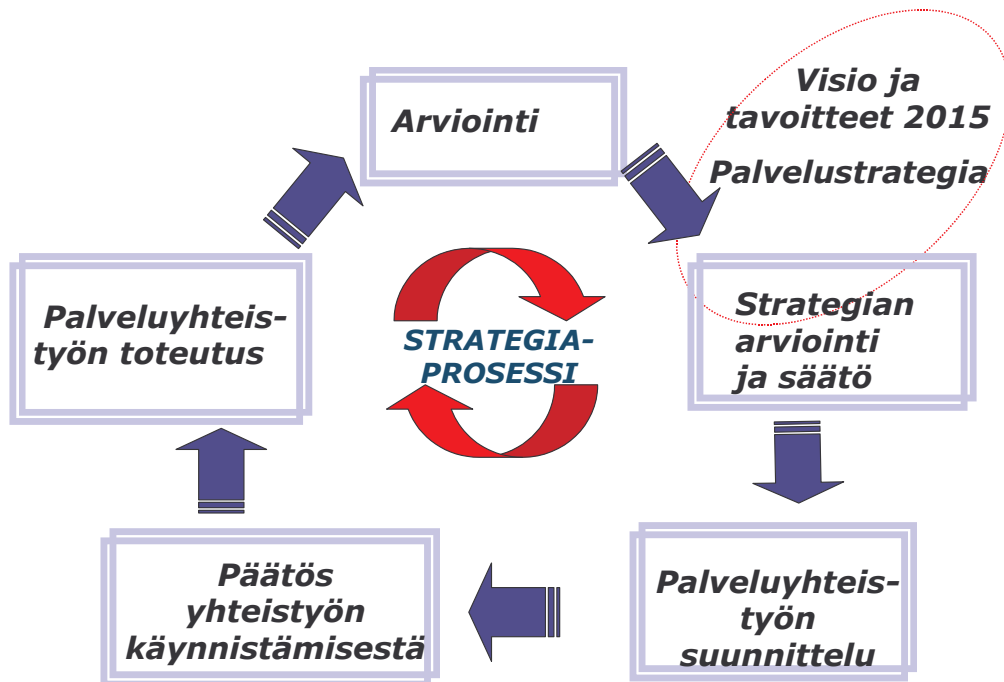 Arviointi
Visio ja
tavoitteet 2015
Palvelustrategia
Strategian
arviointi
ja säätö
Palveluyhteis-
työn
suunnittelu
Päätös
yhteistyön
käynnistämisestä
Palveluyhteis-
työn toteutus
STRATEGIA-
PROSESSI